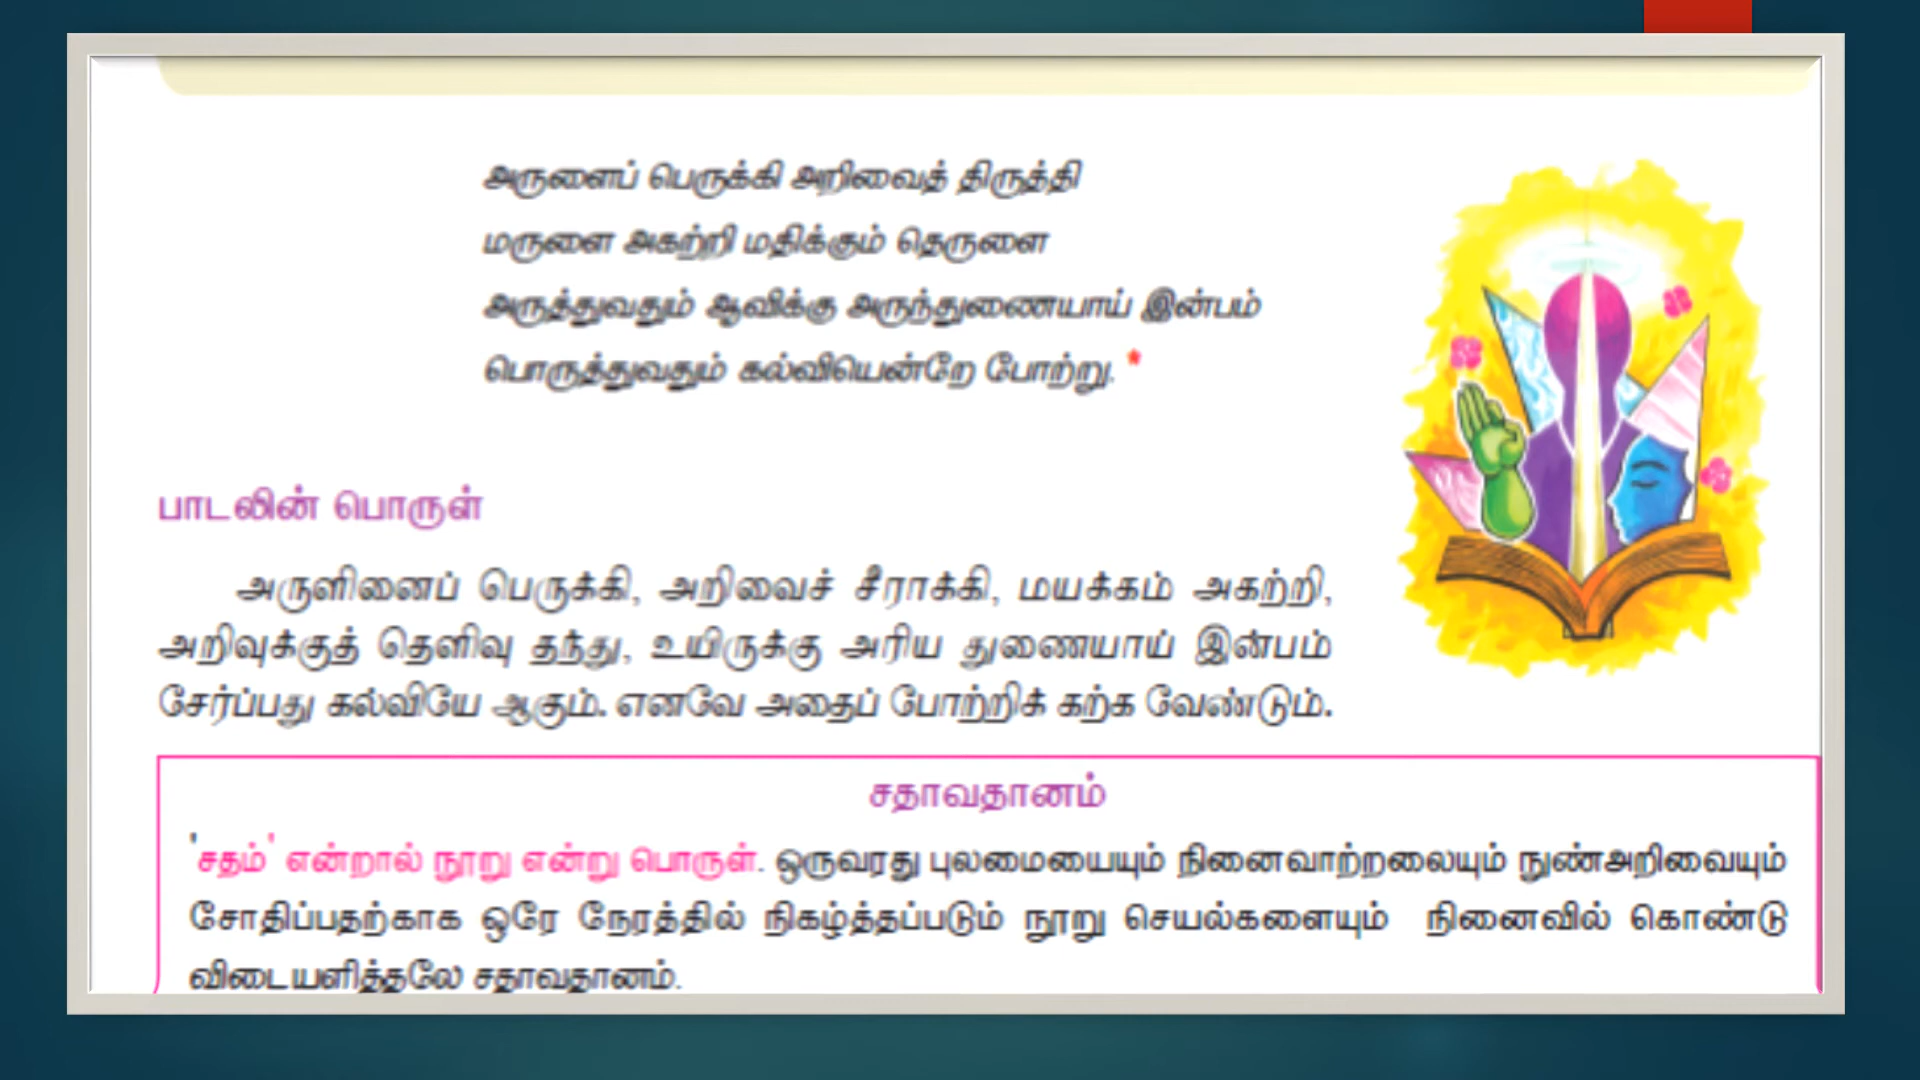 அருளைப் பெருக்கி அறிவைத் திருத்தி
மருளை அகற்றி மதிக்கும் தெருளை
அருத்துவதும் ஆவிக்கு அருந்துணையாய் இன்பம்
பொருத்துவதும் கல்வியென்றே போற்று. *
பாடலின் பொருள்
அருளினைப் பெருக்கி, அறிவைச் சீராக்கி, மயக்கம் அகற்றி,
அறிவுக்குத் தெளிவு தந்து, உயிருக்கு அரிய துணையாய் இன்பம்
சேர்ப்பது கல்வியே ஆகும். எனவே அதைப் போற்றிக் கற்க வேண்டும்.
சதாவதானம்
'சதம்' என்றால் நூறு என்று பொருள். ஒருவரது புலமையையும் நினைவாற்றலையும் நுண்அறிவையும்
சோதிப்பதற்காக ஒரே நேரத்தில் நிகழ்த்தப்படும் நூறு செயல்களையும் நினைவில் கொண்டு
விடையளித்தலே சதாவதானம்.